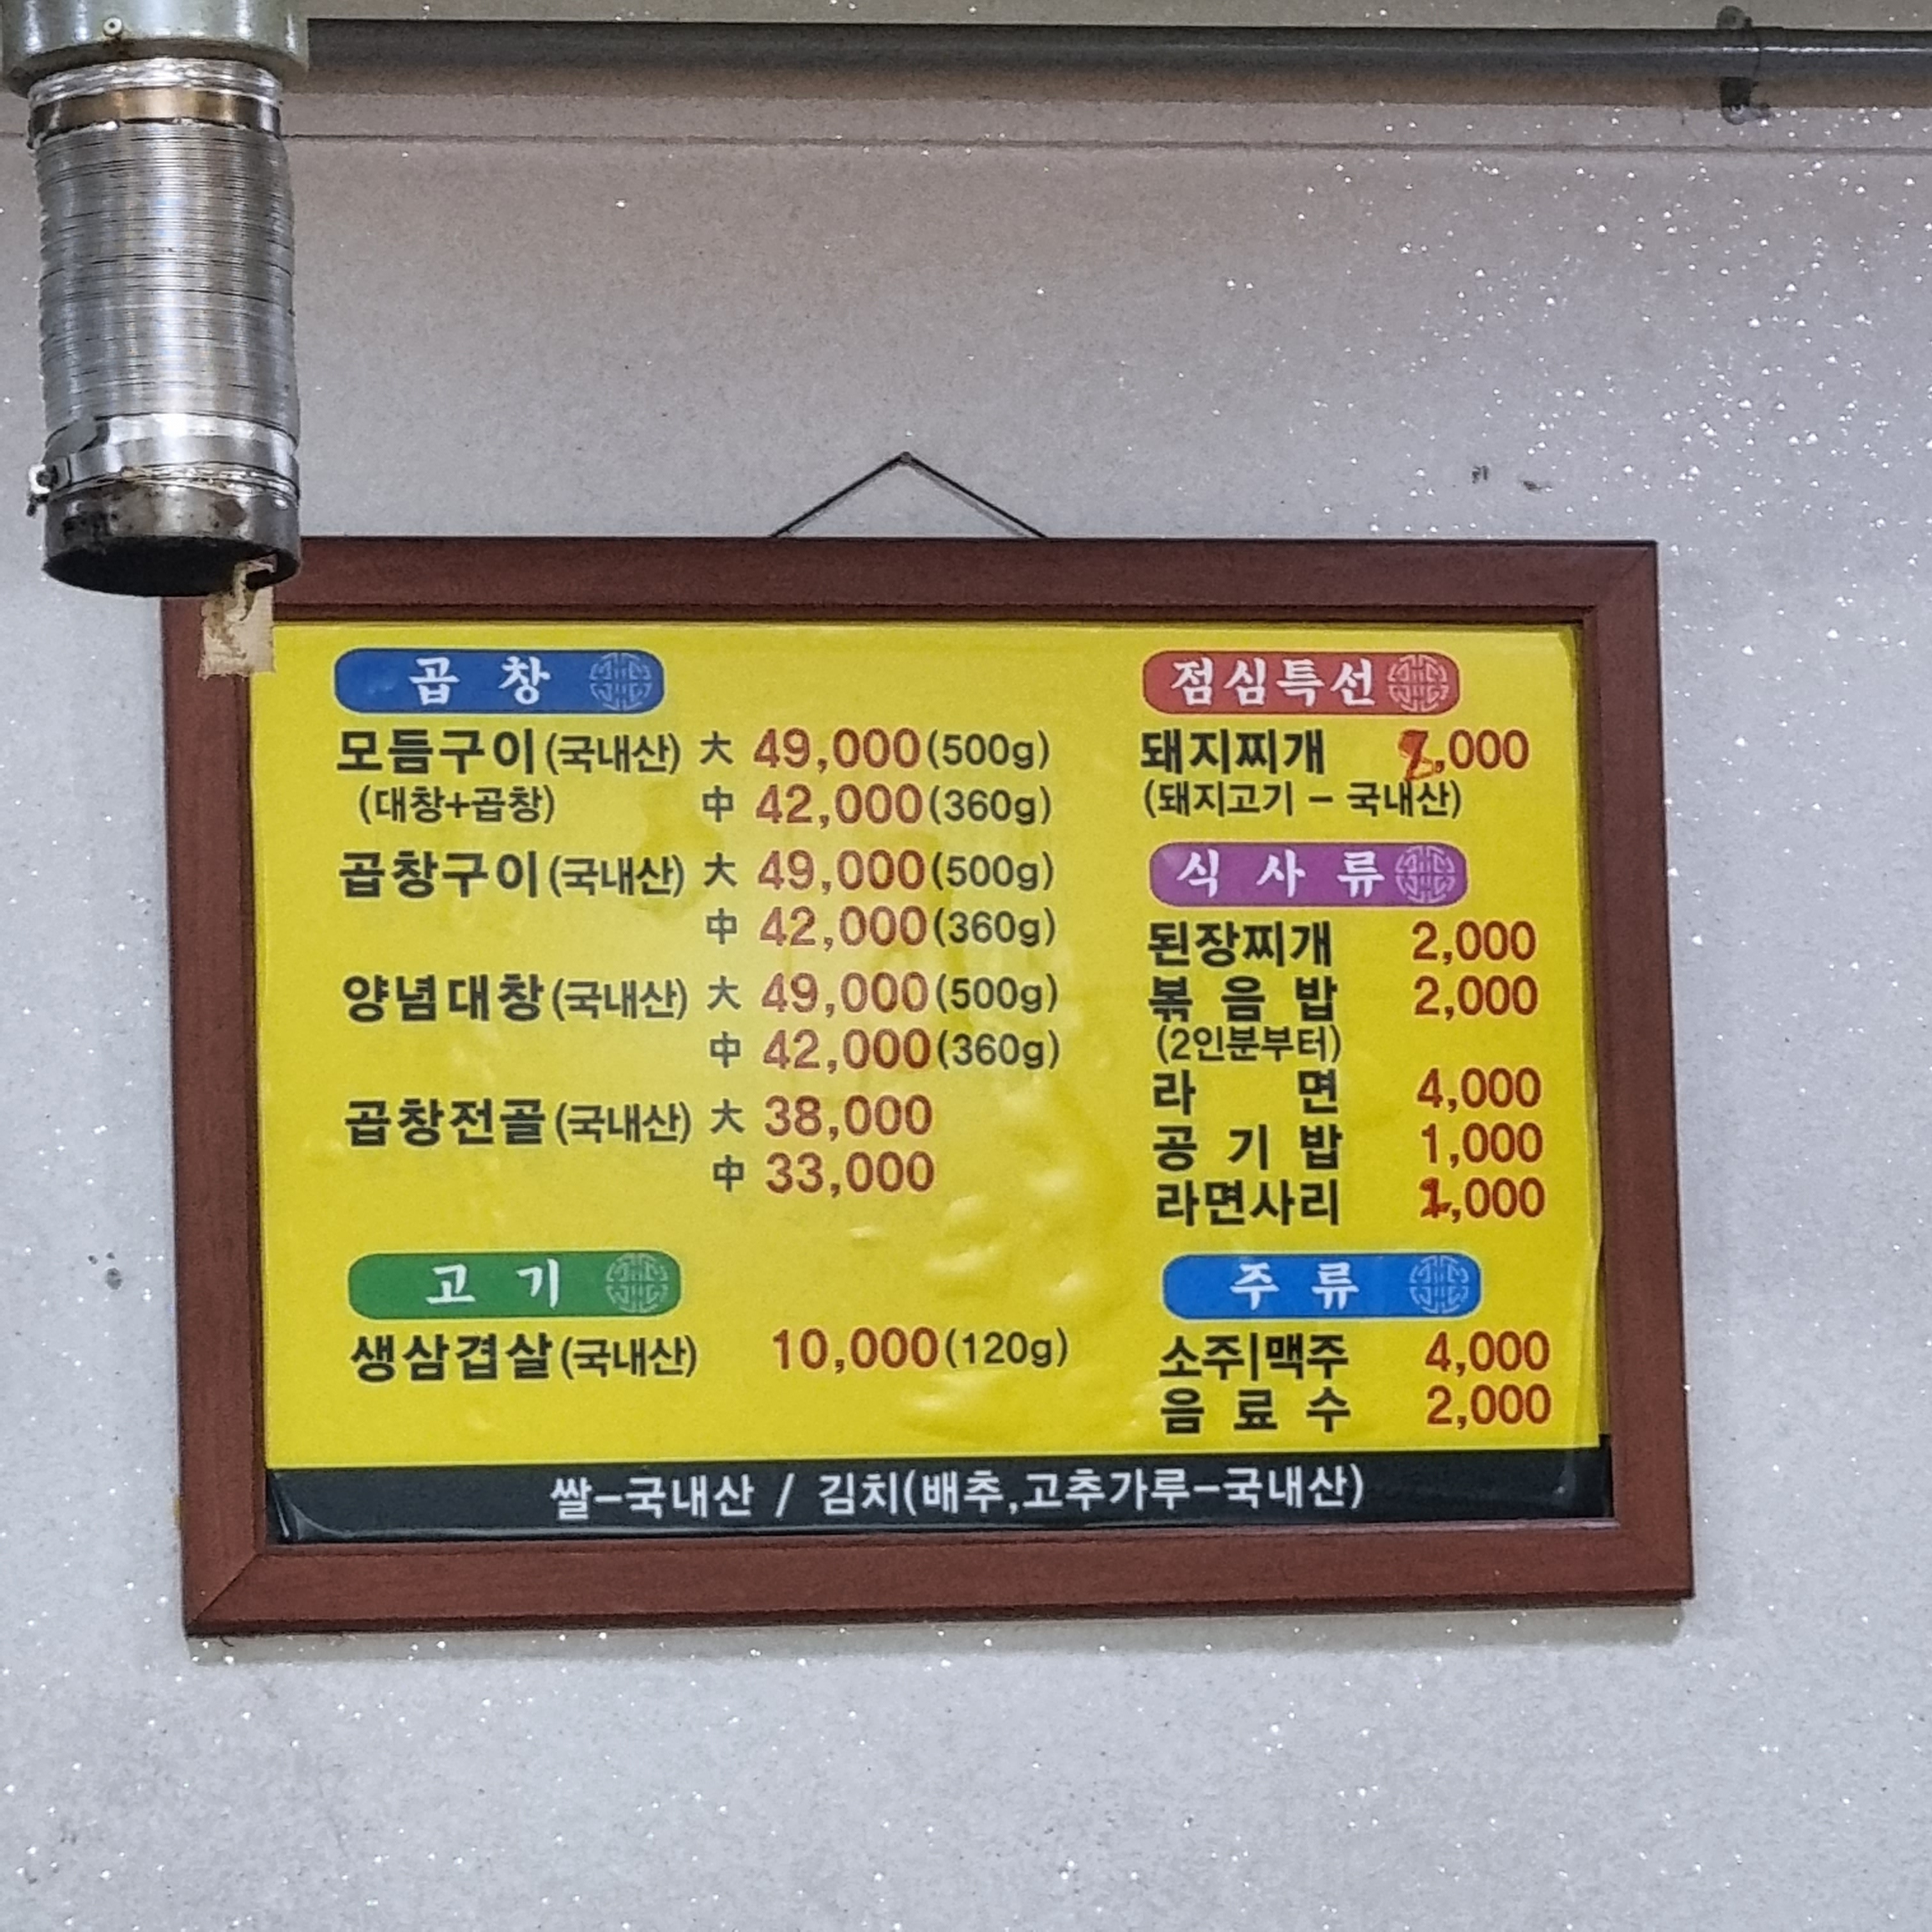 곱창
모듬구이(국내산) 大 49,000(500g)
(대창+곱창) 中 42,000(360g)
곱창구이(국내산) 大 49,000(500g)
中 42,000(360g)
양념대창(국내산) 大 49,000(500g)
中 42,000(360g)
곱창전골(국내산) 大 38,000
中 33,000
고기
생삼겹살(국내산) 10,000(120g)
점심특선
돼지찌개 8,000
(돼지고기 - 국내산)
식사류
된장찌개 2,000
볶음밥 2,000
(2인분부터)
라면 4,000
공기밥 1,000
라면사리 2,000
주류
소주|맥주 4,000
음료수 2,000
쌀-국내산 / 김치(배추,고추가루-국내산)